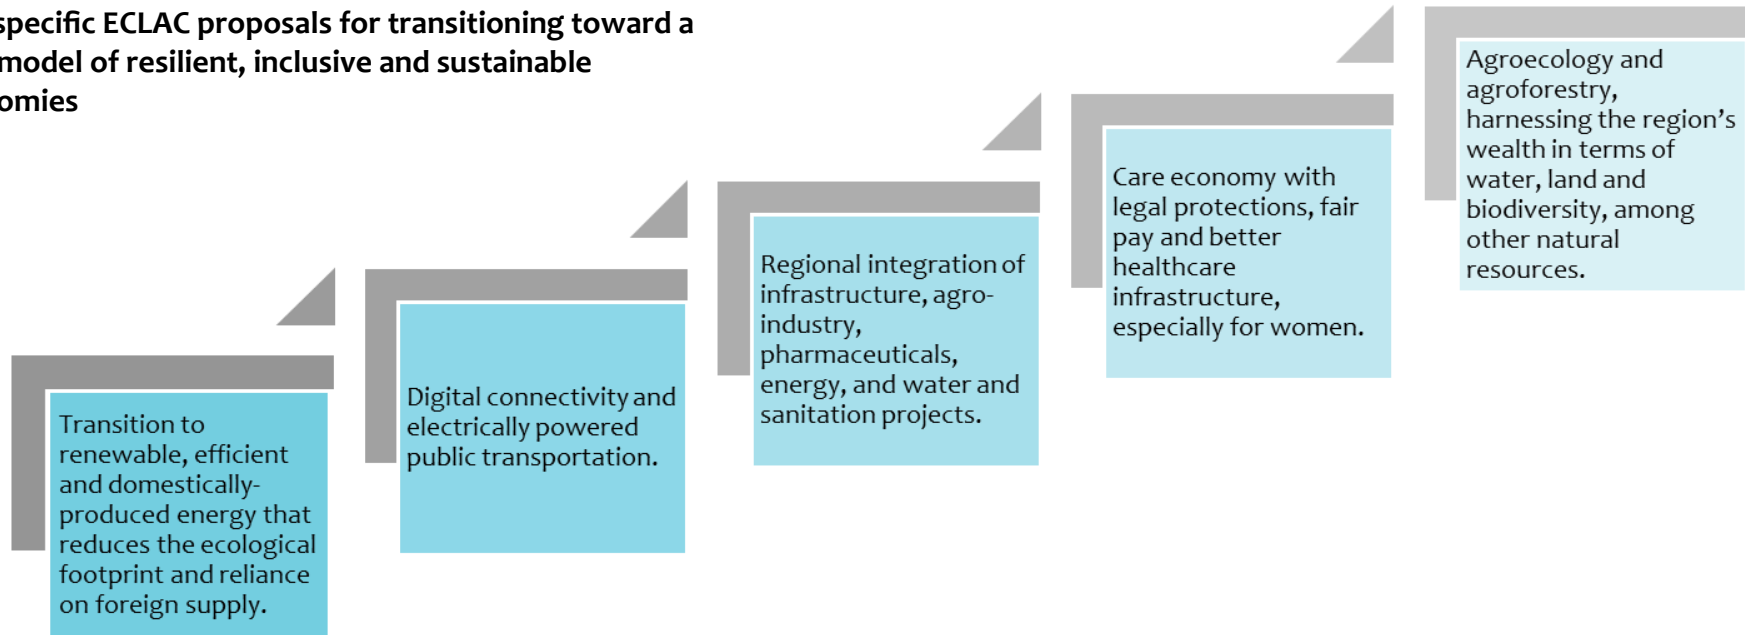 specific ECLAC proposals for transitioning toward a
model of resilient, inclusive and sustainable
omies
Transition to
renewable, efficient
and domestically-
produced energy that
reduces the ecological
footprint and reliance
on foreign supply.
Digital connectivity and
electrically powered
public transportation.
Regional integration of
infrastructure, agro-
industry,
pharmaceuticals,
energy, and water and
sanitation projects.
Care economy with
legal protections, fair
pay and better
healthcare
infrastructure,
especially for women.
Agroecology and
agroforestry,
harnessing the region’s
wealth in terms of
water, land and
biodiversity, among
other natural
resources.